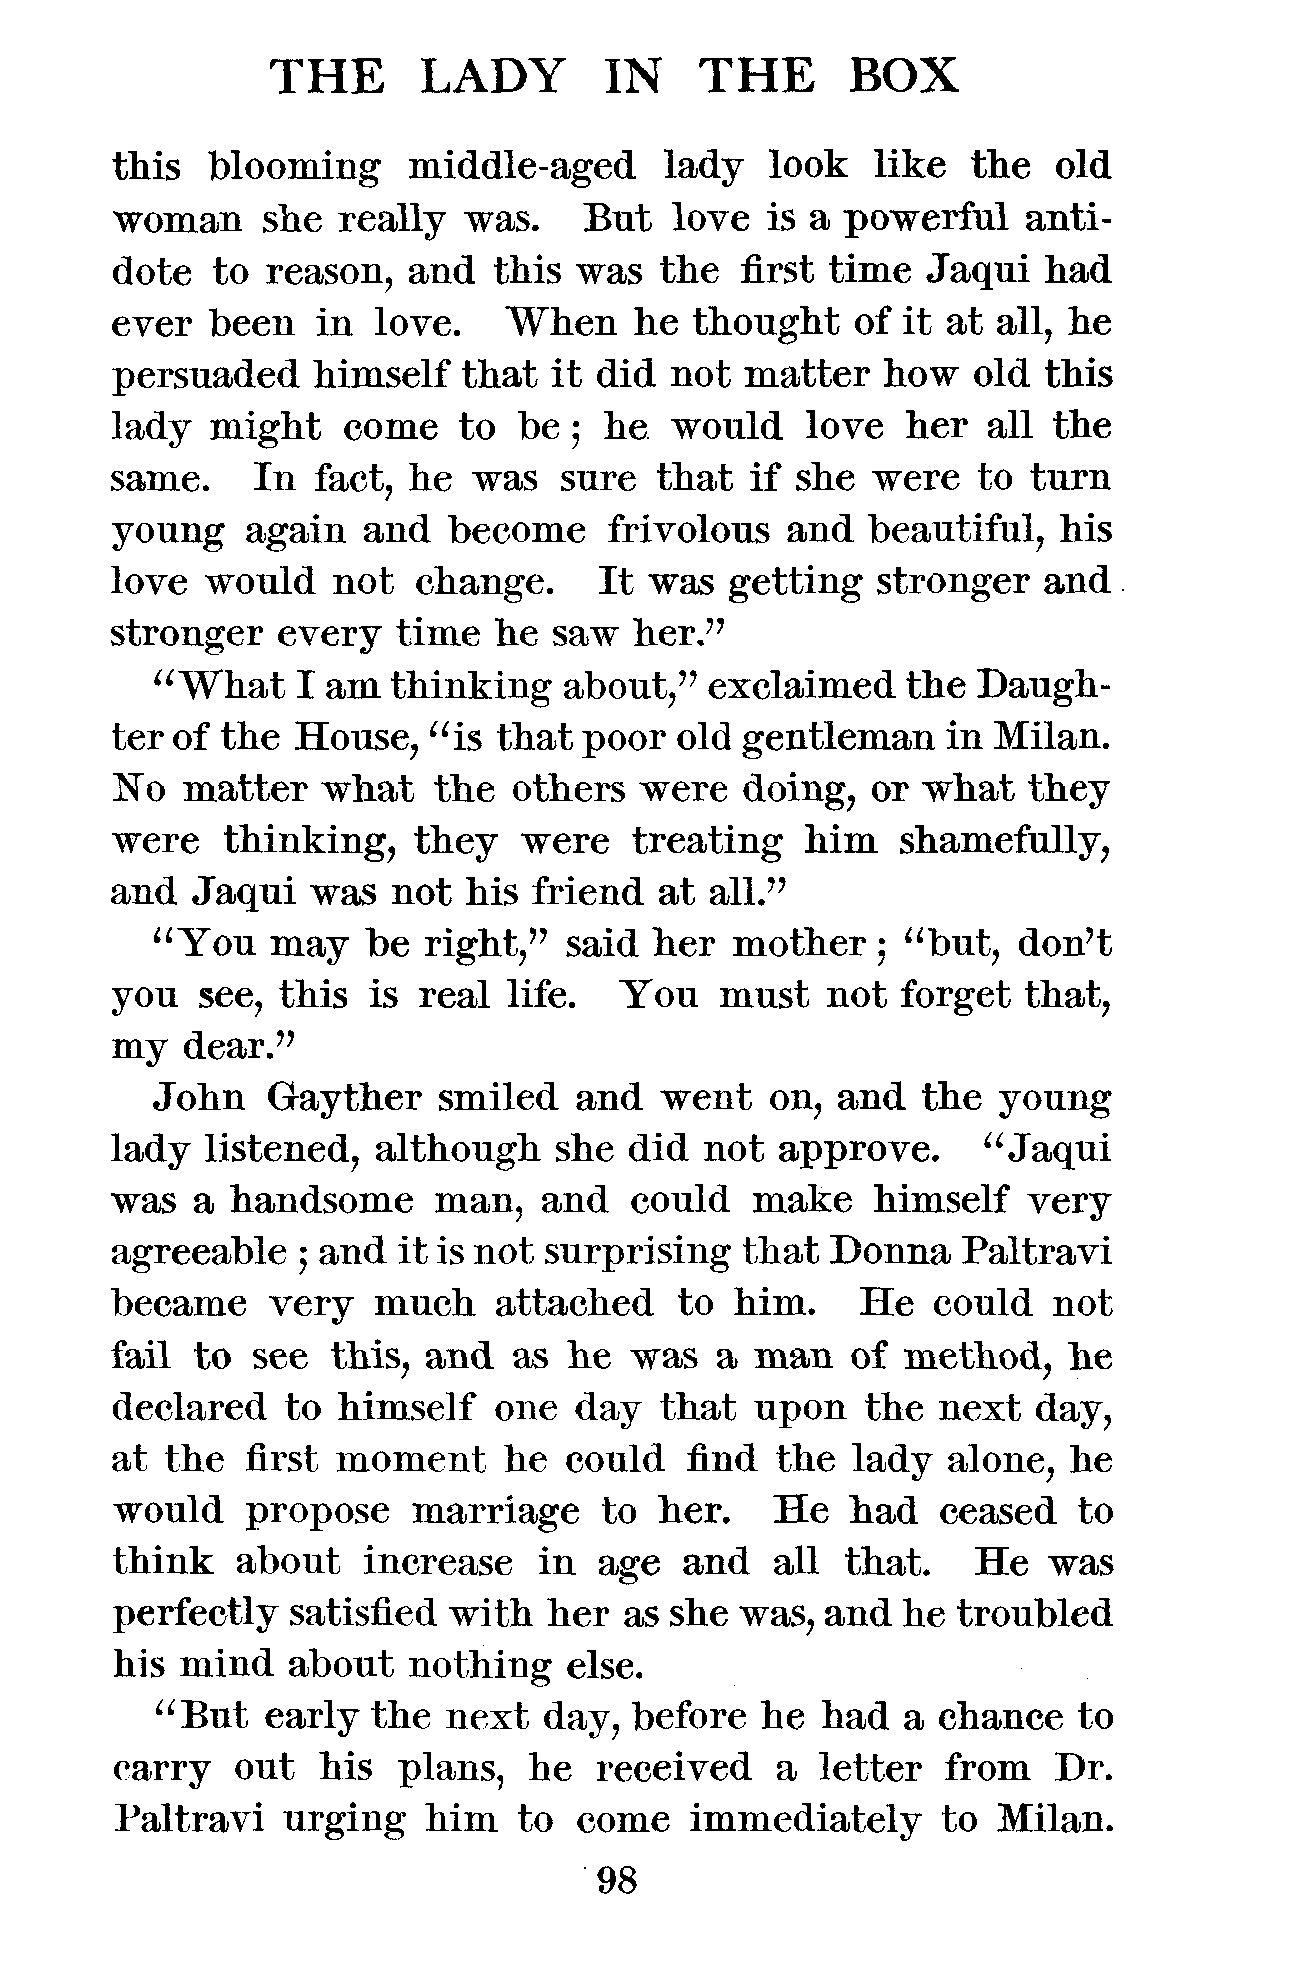 THE LADY IN THE BOX
this blooming middle-aged lady look like the old
woman she really was. But love is a powerful anti-
dote to reason, and this was the first time Jaqui had
ever been in love. When he thought of it at all, he
persuaded himself that it did not matter how old this
lady might come to be; he would love her all the
same. In fact, he was sure that if she were to turn
young again and become frivolous and beautiful, his
love would not change. It was getting stronger and
stronger every time he saw her.”
“What I am thinking about,” exclaimed the Daugh-
ter of the House, “is that poor old gentleman in Milan.
No matter what the others were doing, or what they
were thinking, they were treating him shamefully,
and Jaqui was not his friend at all.”
“You may be right,” said her mother; “but, don’t
you see, this is real life. You must not forget that,
my dear.”
John Gayther smiled and went on, and the young
lady listened, although she did not approve. “Jaqui
was a handsome man, and could make himself very
agreeable; and it is not surprising that Donna Paltravi
became very much attached to him. He could not
fail to see this, and as he was a man of method, he
declared to himself one day that upon the next day,
at the first moment he could find the lady alone, he
would propose marriage to her. He had ceased to
think about increase in age and all that. He was
perfectly satisfied with her as she was, and he troubled
his mind about nothing else.
“But early the next day, before he had a chance to
carry out his plans, he received a letter from Dr.
Paltravi urging him to come immediately to Milan.
98